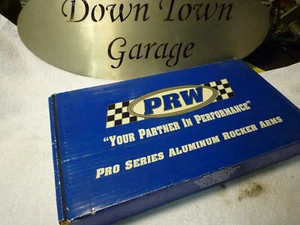 Down Town
Garage
PRW
"Your Partner In Performance"
Pro Series Aluminum Rocker Arms